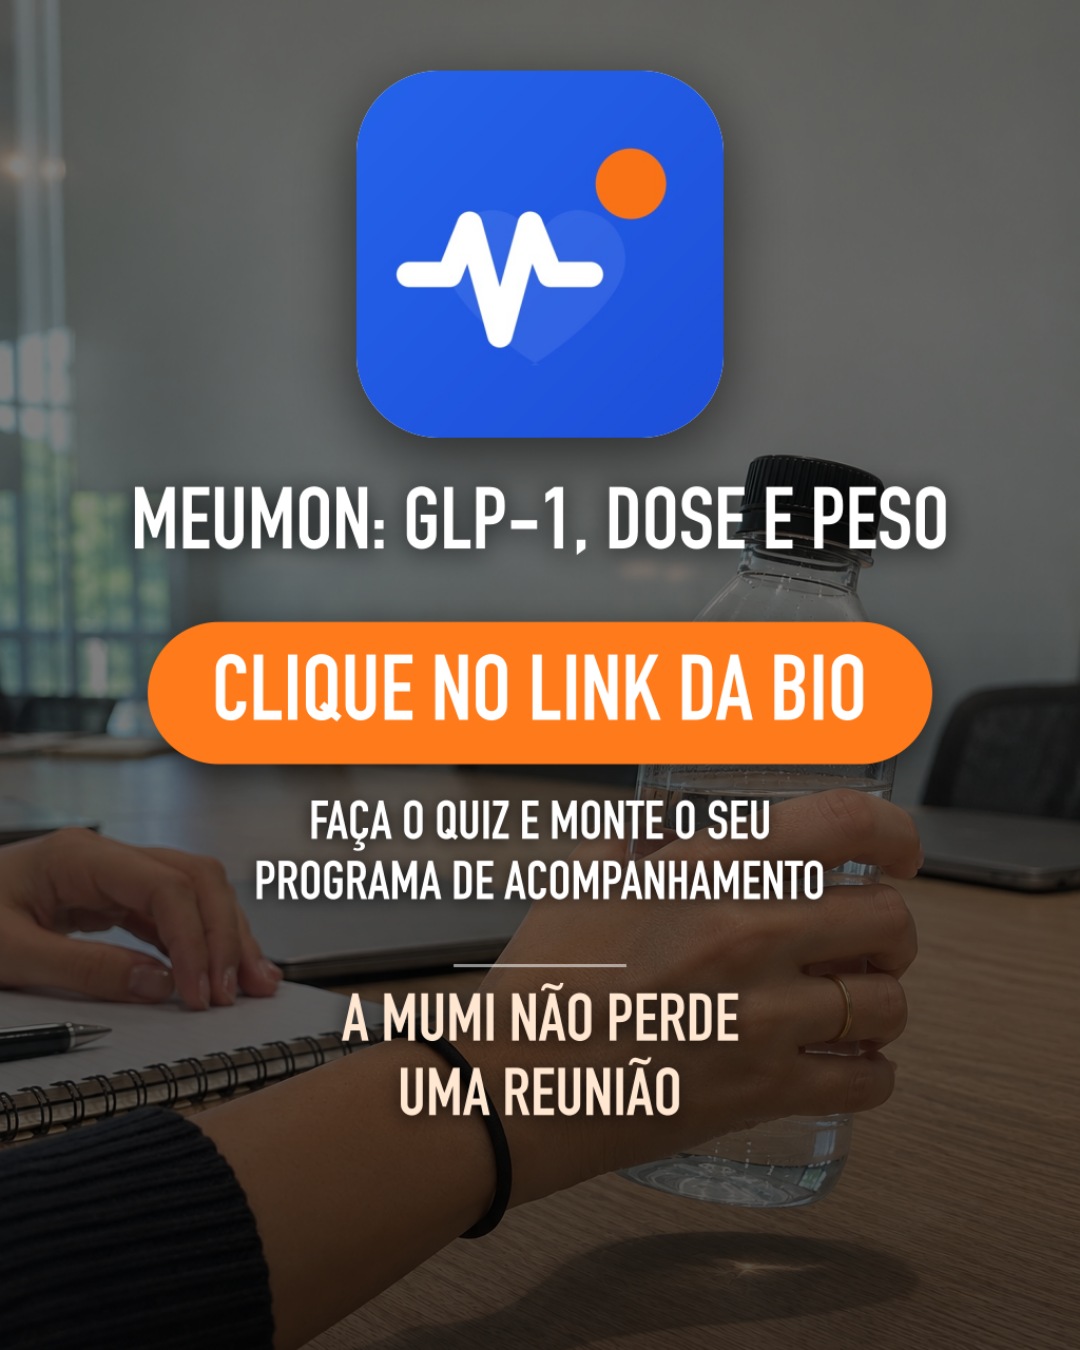 MEUMON: GLP-1, DOSE E PESO
CLIQUE NO LINK DA BIO
FAÇA O QUIZ E MONTE O SEU
PROGRAMA DE ACOMPANHAMENTO
A MUMI NÃO PERDE
UMA REUNIÃO